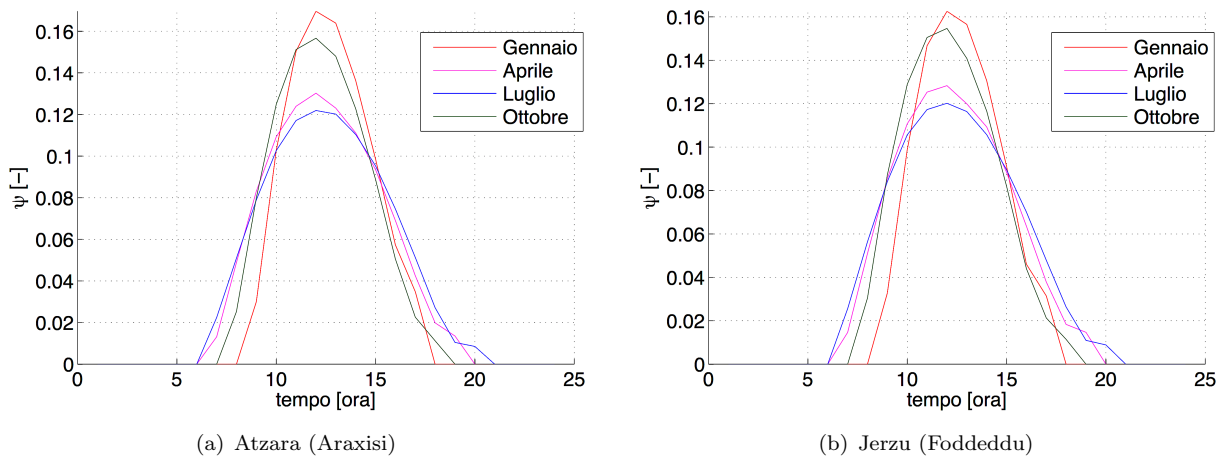 0.16
0.14
0.12
0.1
0.08
0.06
0.04
0.02
0
ψ [−]
0 5 10 15 20 25
tempo [ora]
Gennaio
Aprile
Luglio
Ottobre
(a) Atzara (Araxisi)
0.16
0.14
0.12
0.1
0.08
0.06
0.04
0.02
0
ψ [−]
0 5 10 15 20 25
tempo [ora]
Gennaio
Aprile
Luglio
Ottobre
(b) Jerzu (Foddeddu)